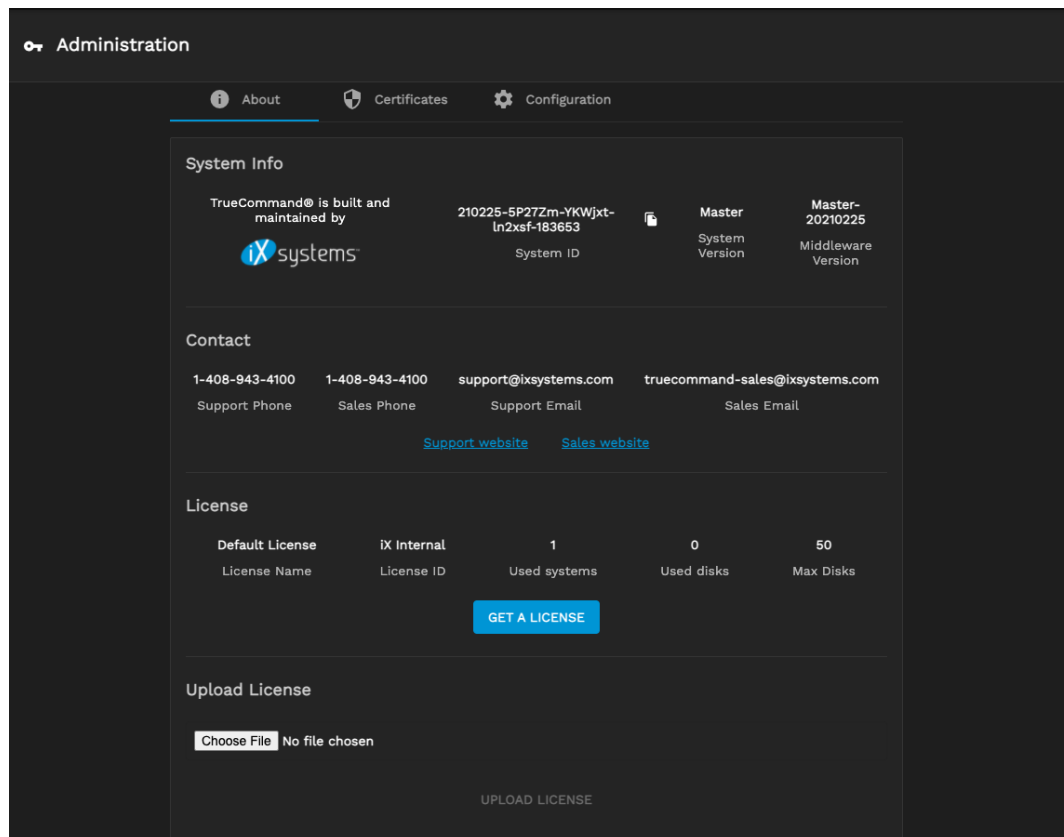 Administration
About
Certificates
Configuration
System Info
TrueCommand® is built and
maintained by
iX systems™
210225-5P27Zm-YKWjxt-
ln2xsf-183653
System ID
Master
System
Version
Master-
20210225
Middleware
Version
Contact
1-408-943-4100
Support Phone
1-408-943-4100
Sales Phone
support@ixsystems.com
Support Email
truecommand-sales@ixsystems.com
Sales Email
Support website
Sales website
License
Default License
License Name
iX Internal
License ID
1
Used systems
0
Used disks
50
Max Disks
GET A LICENSE
Upload License
Choose File No file chosen
UPLOAD LICENSE